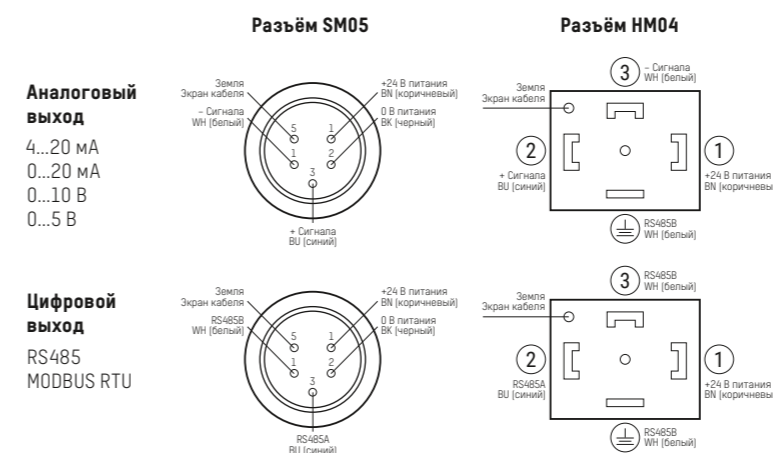 Разъём SM05
Разъём HM04
Аналоговый
выход
4...20 мА
0...20 мА
0...10 В
0...5 В
Земля
Экран кабеля
– Сигнала
WH (белый)
+24 В питания
BN (коричневый)
0 В питания
BK (черный)
5
1
1
2
3
+ Сигнала
BU (синий)
3
– Сигнала
WH (белый)
Земля
Экран кабеля
2
+ Сигнала
BU (синий)
1
+24 В питания
BN (коричневы
RS485B
WH (белый)
Цифровой
выход
RS485
MODBUS RTU
Земля
Экран кабеля
RS485B
WH (белый)
+24 В питания
BN (коричневый)
0 В питания
BK (черный)
5
1
1
2
3
RS485A
BU (синий)
3
RS485B
WH (белый)
Земля
Экран кабеля
2
RS485A
BU (синий)
1
+24 В питания
BN (коричневы
RS485B
WH (белый)